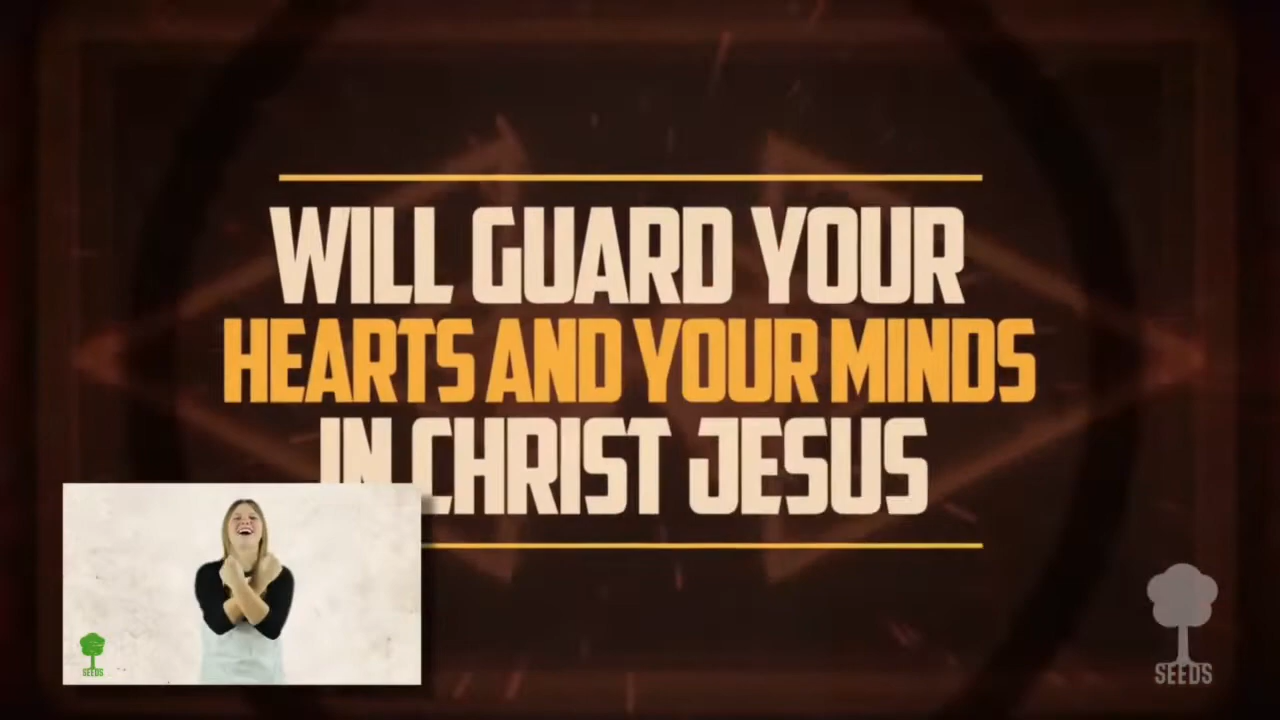 WILL GUARD YOUR
HEARTS AND YOUR MINDS
IN CHRIST JESUS
SEEDS
SEEDS